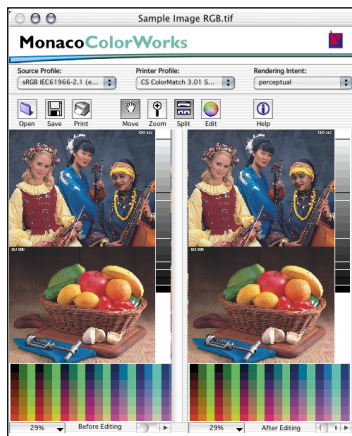 Sample Image RGB.tif
MonacoColorWorks
Source Profile:
Printer Profile:
Rendering Intent:
sRGB IEC61966-2.1 (e...
CS ColorMatch 3.01 S...
perceptual
Open
Save
Print
Move
Zoom
Split
Edit
Help
29%
Before Editing
29%
After Editing